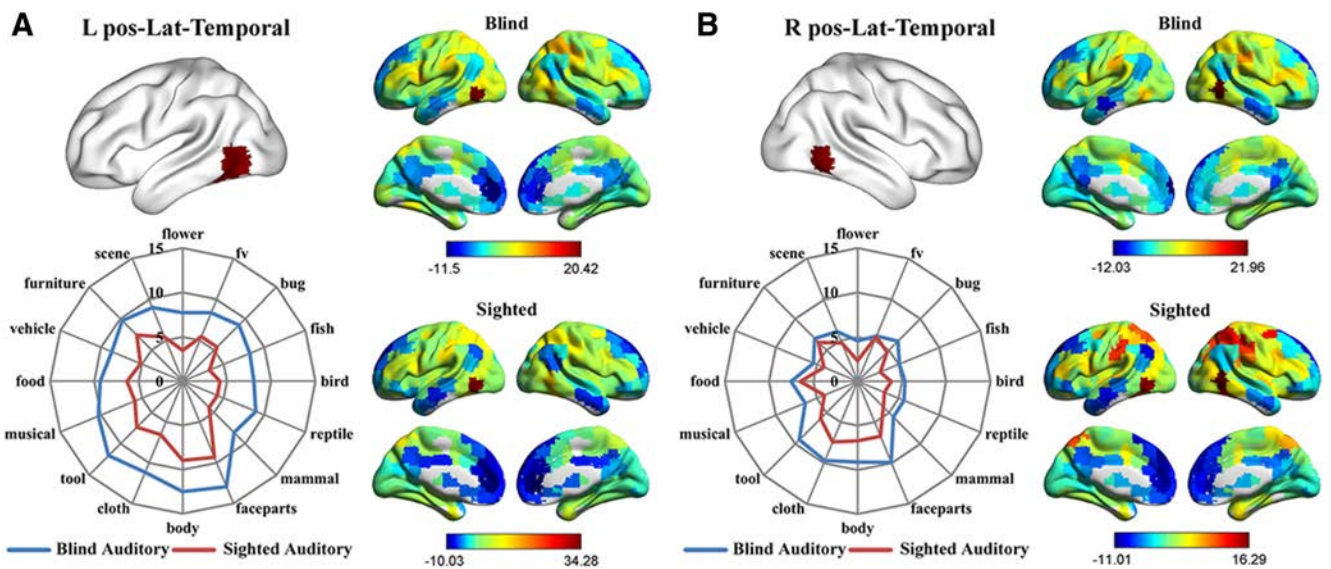 A
L pos-Lat-Temporal
Blind
-11.5
20.42
Sighted
-10.03
34.28
15
10
5
0
flower
fv
bug
fish
bird
reptile
mammal
faceparts
body
cloth
tool
musical
food
vehicle
furniture
scene
Blind Auditory
Sighted Auditory
B
R pos-Lat-Temporal
Blind
-12.03
21.96
Sighted
-11.01
16.29
15
10
5
0
flower
fv
bug
fish
bird
reptile
mammal
faceparts
body
cloth
tool
musical
food
vehicle
furniture
scene
Blind Auditory
Sighted Auditory